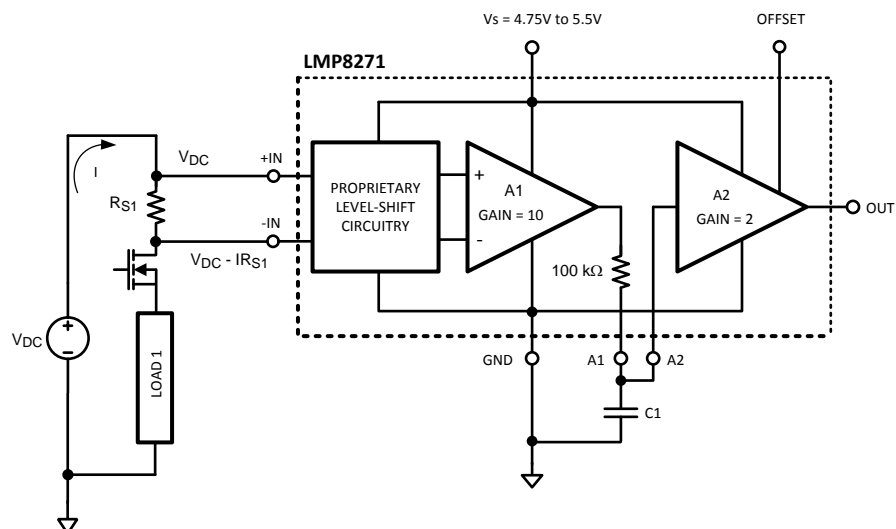 Vs = 4.75V to 5.5V
OFFSET
LMP8271
I
VDC
+IN
RS1
-IN
VDC - IRS1
PROPRIETARY
LEVEL-SHIFT
CIRCUITRY
+
-
A1
GAIN = 10
A2
GAIN = 2
OUT
100 kΩ
VDC
+
−
LOAD 1
GND
A1
A2
C1